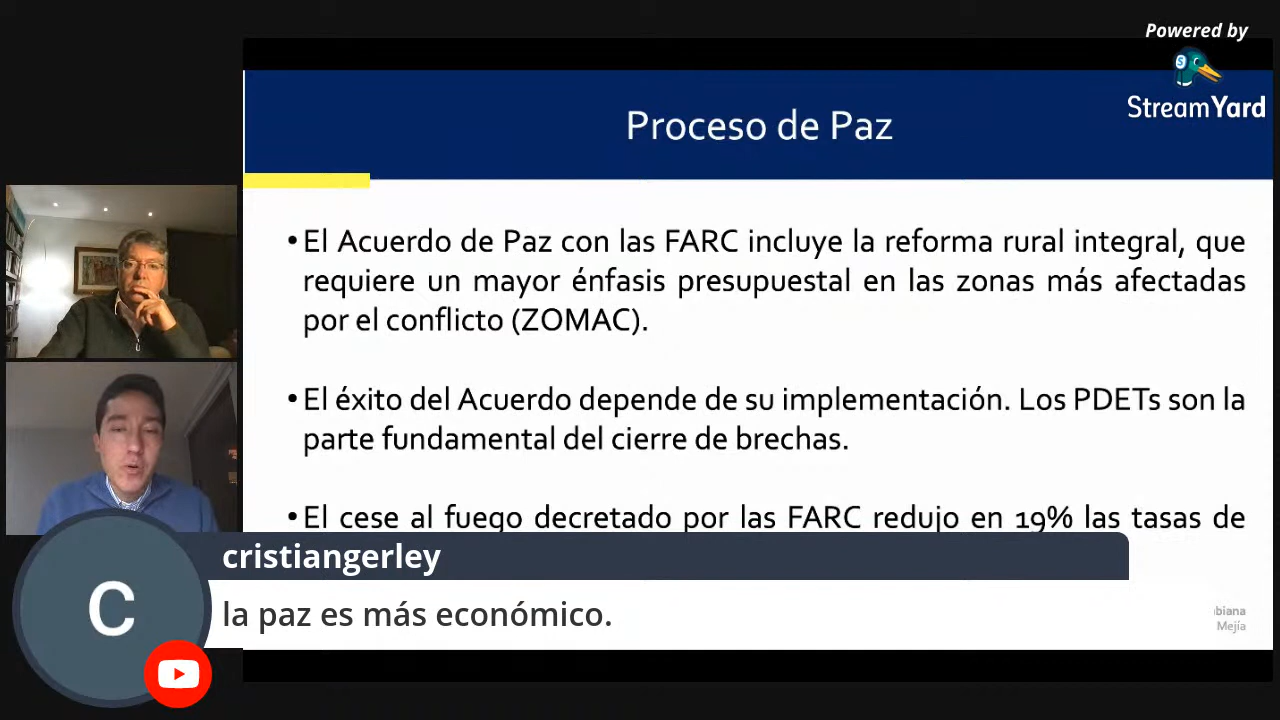 Powered by
StreamYard
Proceso de Paz
• El Acuerdo de Paz con las FARC incluye la reforma rural integral, que
requiere un mayor énfasis presupuestal en las zonas más afectadas
por el conflicto (ZOMAC).
• El éxito del Acuerdo depende de su implementación. Los PDETs son la
parte fundamental del cierre de brechas.
• El cese al fuego decretado por las FARC redujo en 19% las tasas de
cristiangerley
C
la paz es más económico.
Mejía